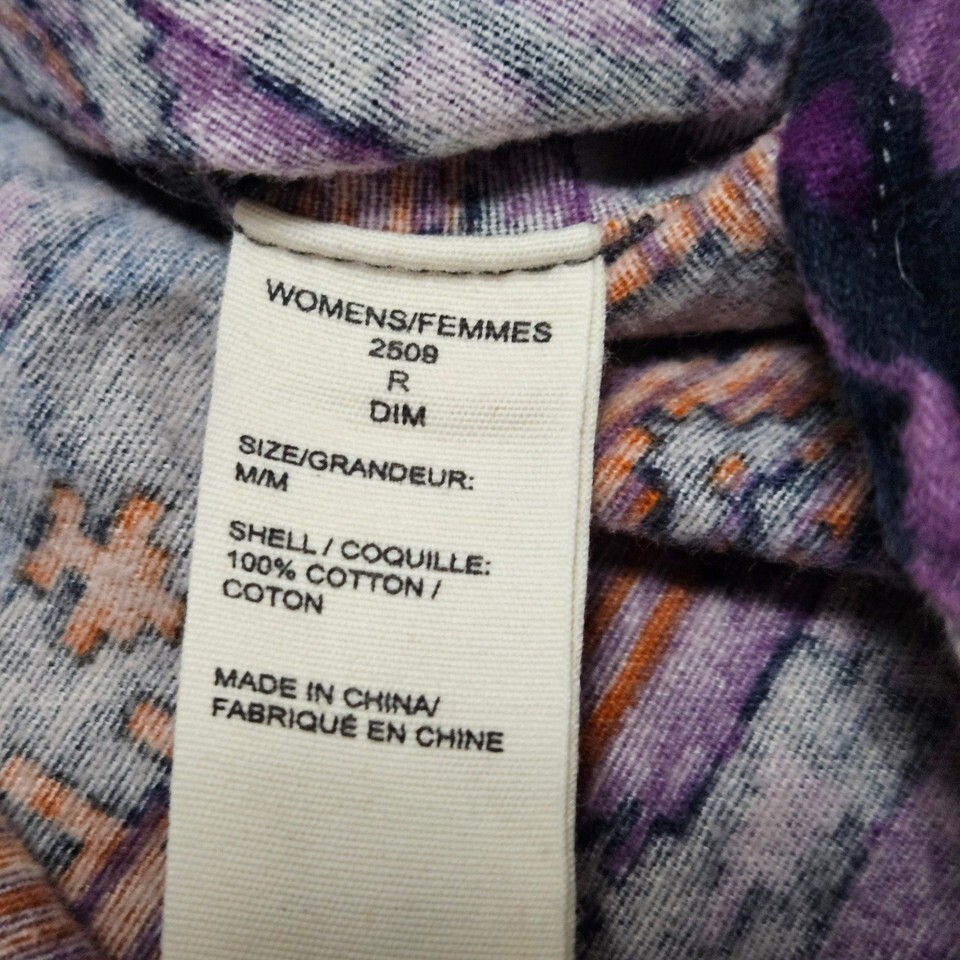 WOMENS/FEMMES
2509
R
DIM
SIZE/GRANDEUR:
M/M
SHELL / COQUILLE:
100% COTTON /
COTON
MADE IN CHINA/
FABRIQUÉ EN CHINE